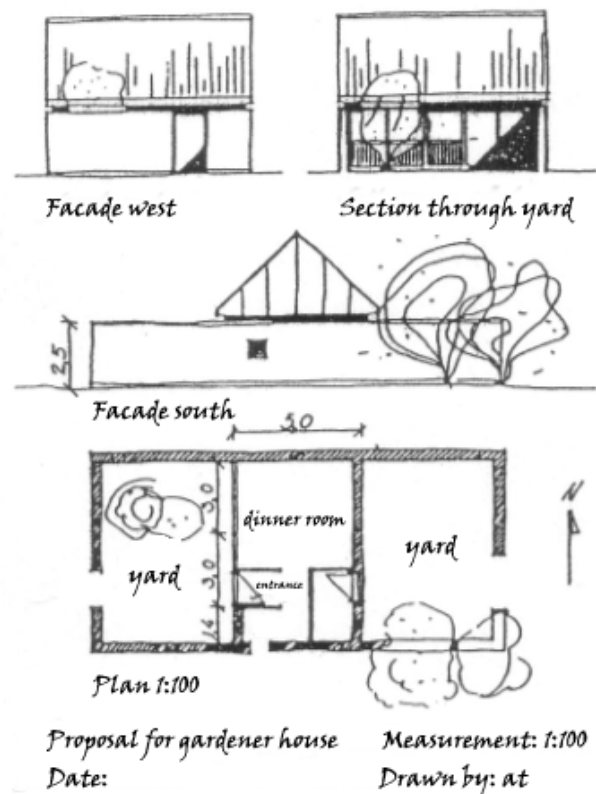 Facade west
Section through yard
2,5
Facade south
5,0
3,0
dinner room
yard
N
yard
3,0
entrance
1,4
Plan 1:100
Proposal for gardener house
Measurement: 1:100
Date:
Drawn by: at